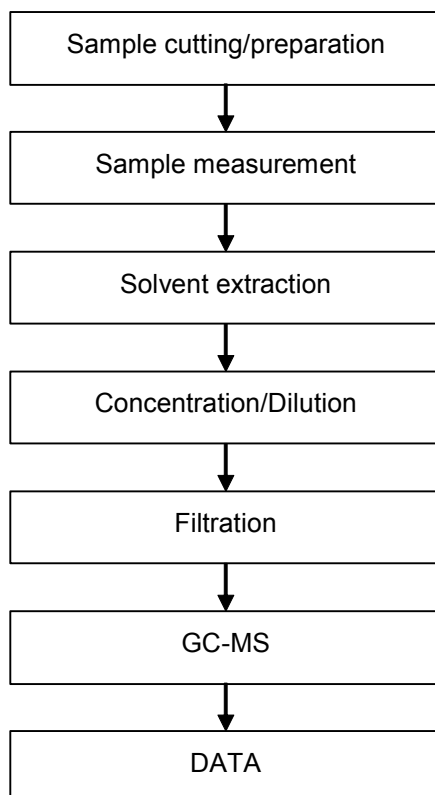 Sample cutting/preparation
Sample measurement
Solvent extraction
Concentration/Dilution
Filtration
GC-MS
DATA